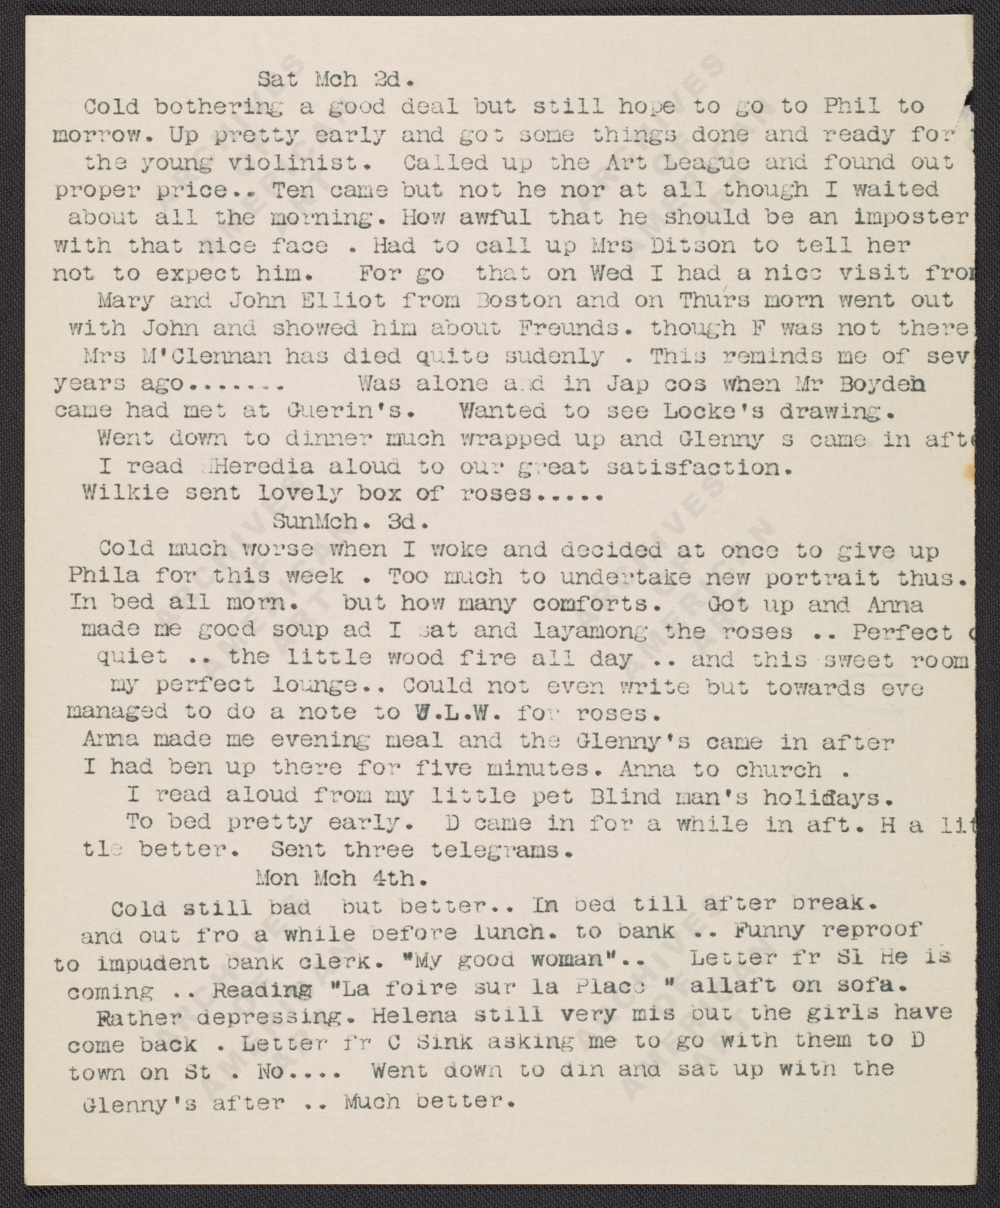 Sat Mch 2d.
Cold bothering a good deal but still hope to go to Phil to
morrow. Up pretty early and got some things done and ready for
the young violinist. Called up the Art League and found out
proper price.. Ten came but not he nor at all though I waited
about all the morning. How awful that he should be an imposter
with that nice face . Had to call up Mrs Ditson to tell her
not to expect him. For go that on Wed I had a nice visit from
Mary and John Elliot from Boston and on Thurs morn went out
with John and showed him about Freunds. though F was not there
Mrs M'Clennan has died quite sudenly . This reminds me of sev
years ago....... Was alone and in Jap cos when Mr Boyden
came had met at Guerin's. Wanted to see Locke's drawing.
Went down to dinner much wrapped up and Glenny s came in afte
I read Heredia aloud to our great satisfaction.
Wilkie sent lovely box of roses.....
SunMch. 3d.
Cold much worse when I woke and decided at once to give up
Phila for this week . Too much to undertake new portrait thus.
In bed all morn. but how many comforts. Got up and Anna
made me good soup ad I sat and layamong the roses .. Perfect
quiet .. the little wood fire all day .. and this sweet room
my perfect lounge.. Could not even write but towards eve
managed to do a note to W.L.W. for roses.
Anna made me evening meal and the Glenny's came in after
I had ben up there for five minutes. Anna to church .
I read aloud from my little pet Blind man's holidays.
To bed pretty early. D came in for a while in aft. H a lit
tle better. Sent three telegrams.
Mon Mch 4th.
Cold still bad but better.. In bed till after break.
and out fro a while before lunch. to bank .. Funny reproof
to impudent bank clerk. "My good woman".. Letter fr Sl He is
coming .. Reading "La foire sur la Place " allaft on sofa.
Rather depressing. Helena still very mis but the girls have
come back . Letter fr C Sink asking me to go with them to D
town on St . No.... Went down to din and sat up with the
Glenny's after .. Much better.